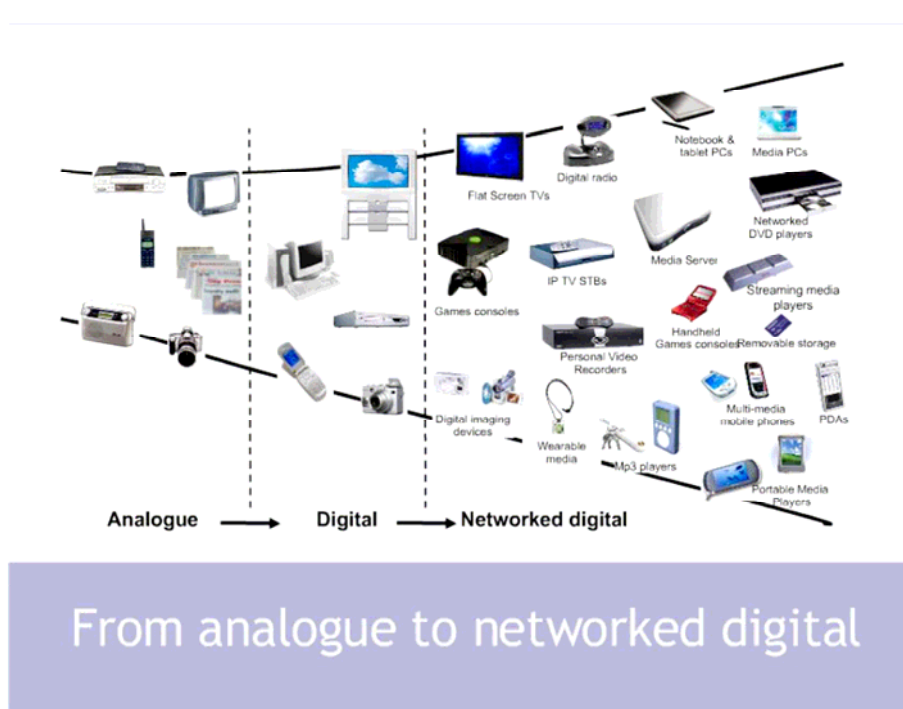 Notebook &
tablet PCs
Media PCs
Digital radio
Flat Screen TVs
Networked
DVD players
Media Server
IP TV STBs
Streaming media
players
Games consoles
Handheld
Games consoles
Removable storage
Personal Video
Recorders
Multi-media
mobile phones
PDAs
Digital imaging
devices
Wearable
media
Mp3 players
Portable Media
Players
Analogue
Digital
Networked digital
From analogue to networked digital